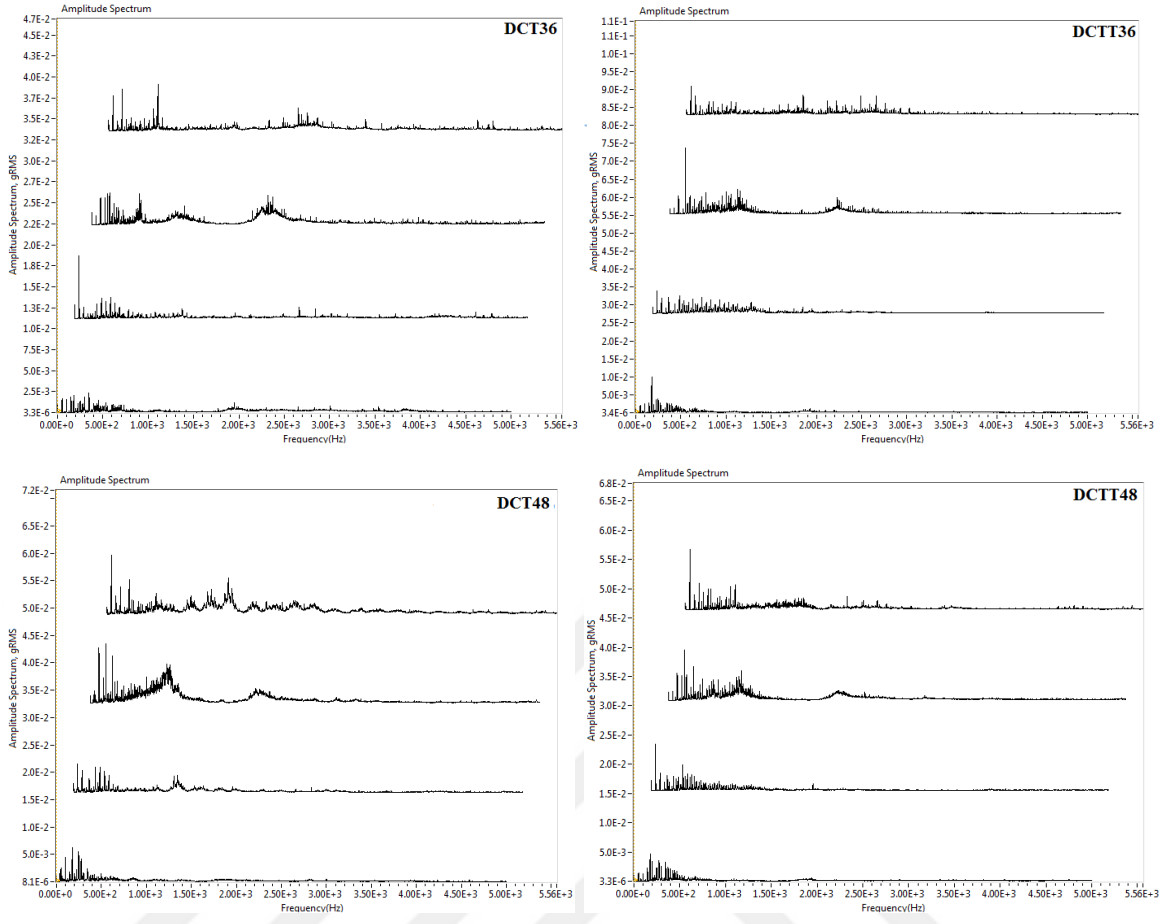 Amplitude Spectrum
DCT36
4.7E-2
4.5E-2
4.3E-2
4.0E-2
3.7E-2
3.5E-2
3.2E-2
3.0E-2
2.7E-2
2.5E-2
2.2E-2
2.0E-2
1.8E-2
1.5E-2
1.3E-2
1.0E-2
7.5E-3
5.0E-3
2.5E-3
3.3E-6
Amplitude Spectrum, gRMS
0.00E+0 5.00E+2 1.00E+3 1.50E+3 2.00E+3 2.50E+3 3.00E+3 3.50E+3 4.00E+3 4.50E+3 5.00E+3 5.56E+3
Frequency(Hz)
Amplitude Spectrum
DCTT36
1.1E-1
1.1E-1
1.0E-1
9.5E-2
9.0E-2
8.5E-2
8.0E-2
7.5E-2
7.0E-2
6.5E-2
6.0E-2
5.5E-2
5.0E-2
4.5E-2
4.0E-2
3.5E-2
3.0E-2
2.5E-2
2.0E-2
1.5E-2
1.0E-2
5.0E-3
3.4E-6
Amplitude Spectrum, gRMS
0.00E+0 5.00E+2 1.00E+3 1.50E+3 2.00E+3 2.50E+3 3.00E+3 3.50E+3 4.00E+3 4.50E+3 5.00E+3 5.56E+3
Frequency(Hz)
Amplitude Spectrum
DCT48
7.2E-2
6.5E-2
6.0E-2
5.5E-2
5.0E-2
4.5E-2
4.0E-2
3.5E-2
3.0E-2
2.5E-2
2.0E-2
1.5E-2
1.0E-2
5.0E-3
8.1E-6
Amplitude Spectrum, gRMS
0.00E+0 5.00E+2 1.00E+3 1.50E+3 2.00E+3 2.50E+3 3.00E+3 3.50E+3 4.00E+3 4.50E+3 5.00E+3 5.56E+3
Frequency(Hz)
Amplitude Spectrum
DCTT48
6.8E-2
6.5E-2
6.0E-2
5.5E-2
5.0E-2
4.5E-2
4.0E-2
3.5E-2
3.0E-2
2.5E-2
2.0E-2
1.5E-2
1.0E-2
5.0E-3
3.3E-6
Amplitude Spectrum, gRMS
0.00E+0 5.00E+2 1.00E+3 1.50E+3 2.00E+3 2.50E+3 3.00E+3 3.50E+3 4.00E+3 4.50E+3 5.00E+3 5.56E+3
Frequency(Hz)